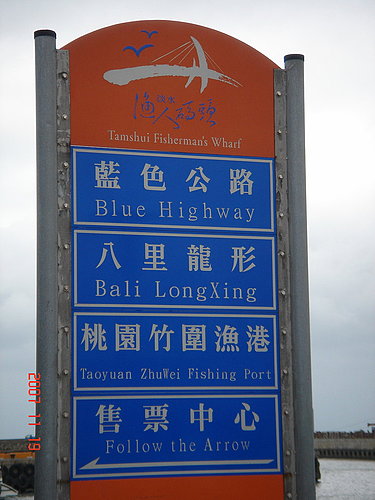 淡水
漁人碼頭
Tamshui Fisherman's Wharf
藍色公路
Blue Highway
八里龍形
Bali LongXing
桃園竹圍漁港
Taoyuan ZhuWei Fishing Port
售票中心
Follow the Arrow
2007 11 19